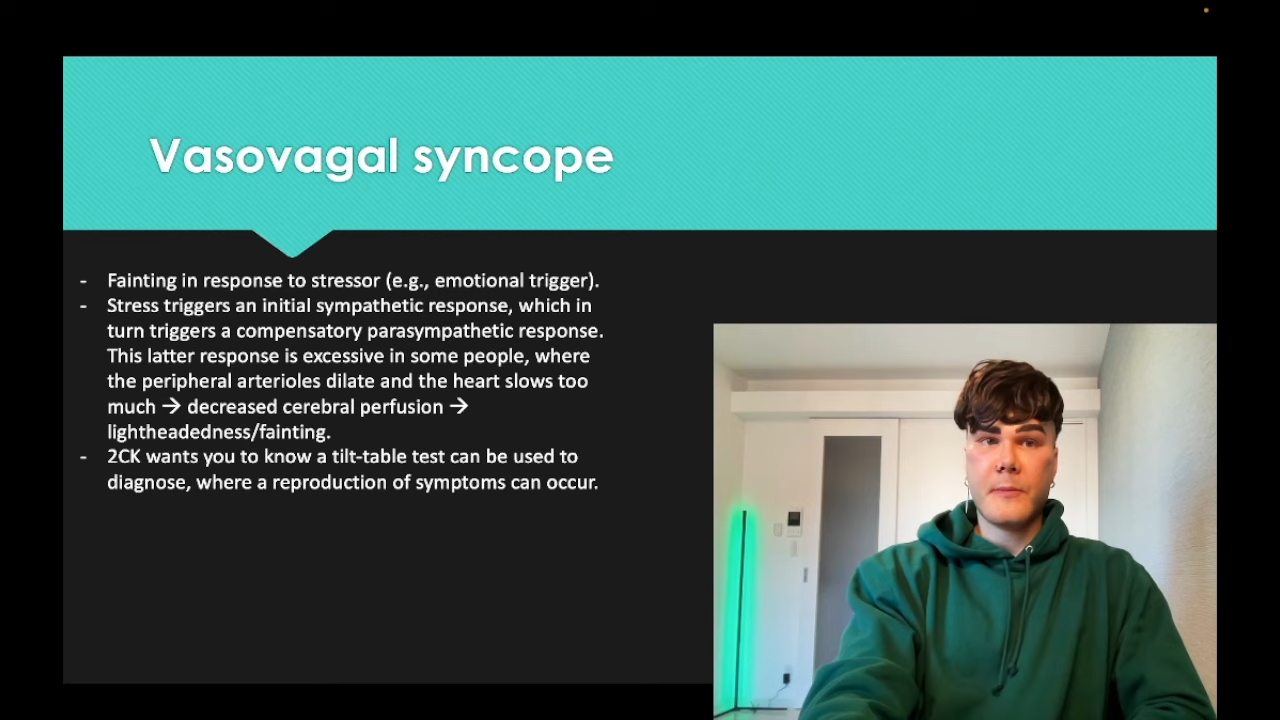 Vasovagal syncope
- Fainting in response to stressor (e.g., emotional trigger).
- Stress triggers an initial sympathetic response, which in
turn triggers a compensatory parasympathetic response.
This latter response is excessive in some people, where
the peripheral arterioles dilate and the heart slows too
much → decreased cerebral perfusion →
lightheadedness/fainting.
- 2CK wants you to know a tilt-table test can be used to
diagnose, where a reproduction of symptoms can occur.